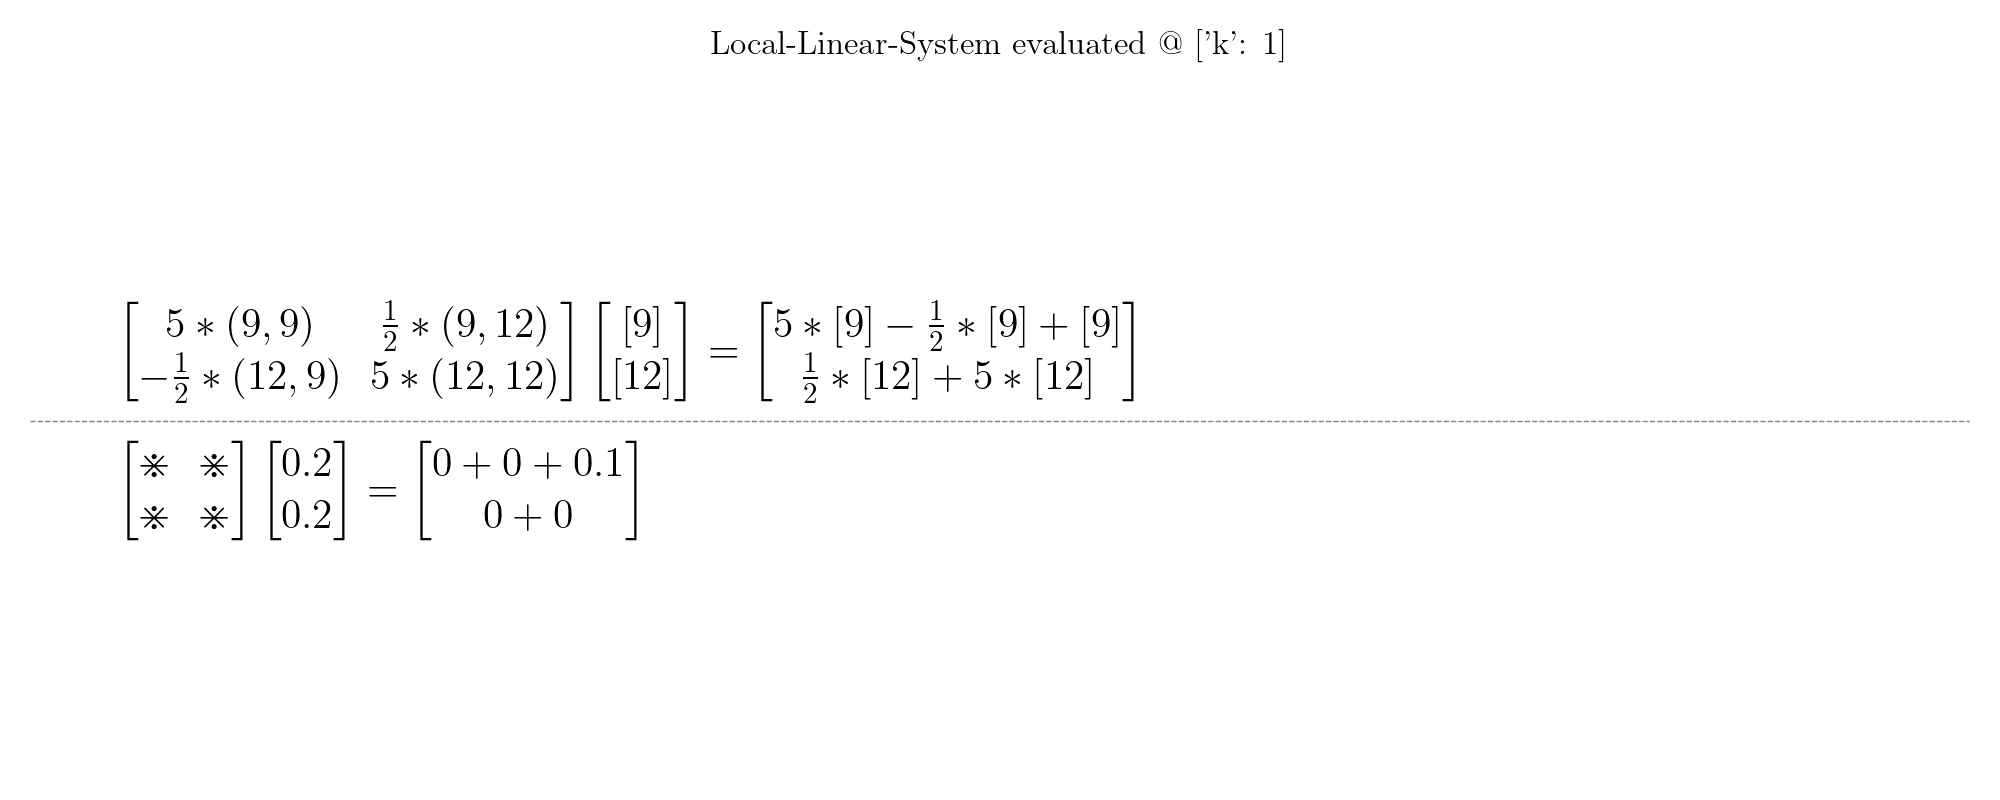 Local-Linear-System evaluated @ ['k': 1]
$\begin{bmatrix} 5 * (9, 9) & \frac{1}{2} * (9, 12) \\ -\frac{1}{2} * (12, 9) & 5 * (12, 12) \end{bmatrix} \begin{bmatrix} [9] \\ [12] \end{bmatrix} = \begin{bmatrix} 5 * [9] - \frac{1}{2} * [9] + [9] \\ \frac{1}{2} * [12] + 5 * [12] \end{bmatrix}$
$\begin{bmatrix} ⋇ & ⋇ \\ ⋇ & ⋇ \end{bmatrix} \begin{bmatrix} 0.2 \\ 0.2 \end{bmatrix} = \begin{bmatrix} 0 + 0 + 0.1 \\ 0 + 0 \end{bmatrix}$